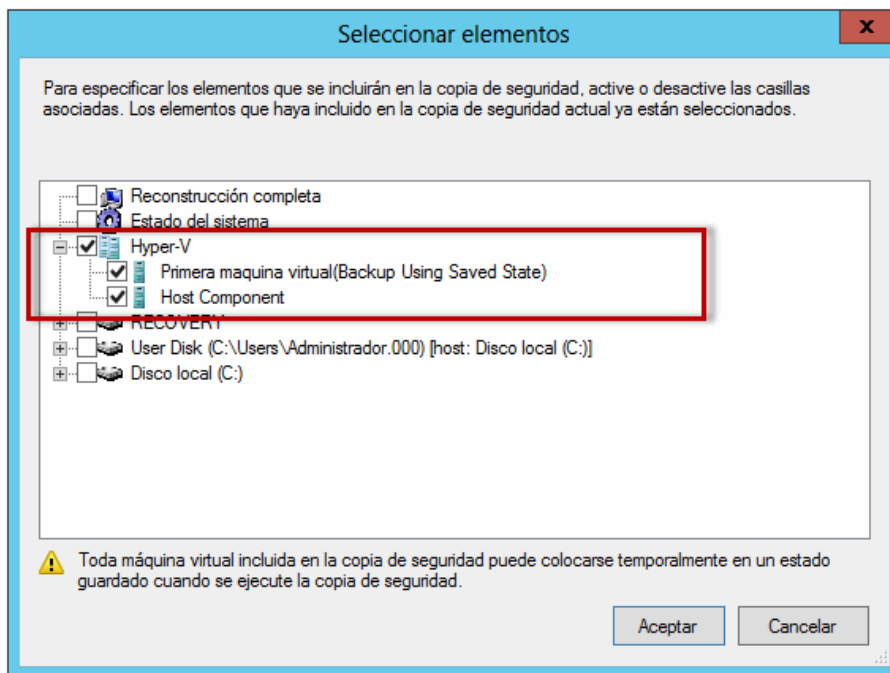 Seleccionar elementos
x
Para especificar los elementos que se incluirán en la copia de seguridad, active o desactive las casillas
asociadas. Los elementos que haya incluido en la copia de seguridad actual ya están seleccionados.
Reconstrucción completa
Estado del sistema
Hyper-V
Primera maquina virtual(Backup Using Saved State)
Host Component
RECOVERY
User Disk (C:\Users\Administrador.000) [host: Disco local (C:)]
Disco local (C:)
Toda máquina virtual incluida en la copia de seguridad puede colocarse temporalmente en un estado
guardado cuando se ejecute la copia de seguridad.
Aceptar
Cancelar